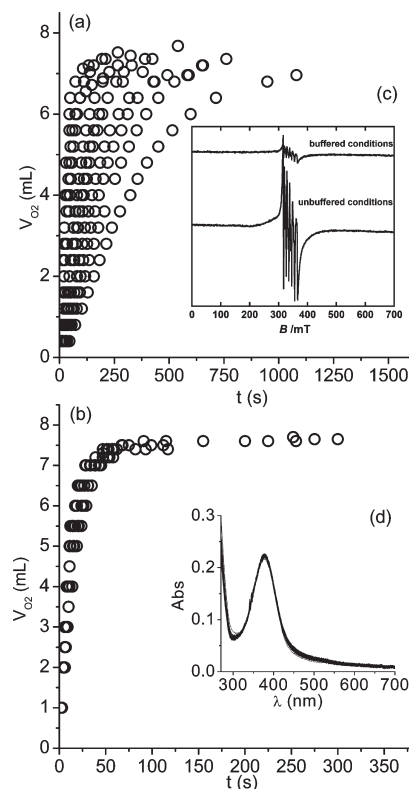 (a)
8
6
4
2
0
V_O2 (mL)
0 250 500 750 1000 1250 1500
t (s)
(c)
buffered conditions
unbuffered conditions
0 100 200 300 400 500 600 700
B /mT
(b)
8
7
6
5
4
3
2
1
0
V_O2 (mL)
0 50 100 150 200 250 300 350
t (s)
(d)
0.3
0.2
0.1
0.0
Abs
300 400 500 600 700
λ (nm)